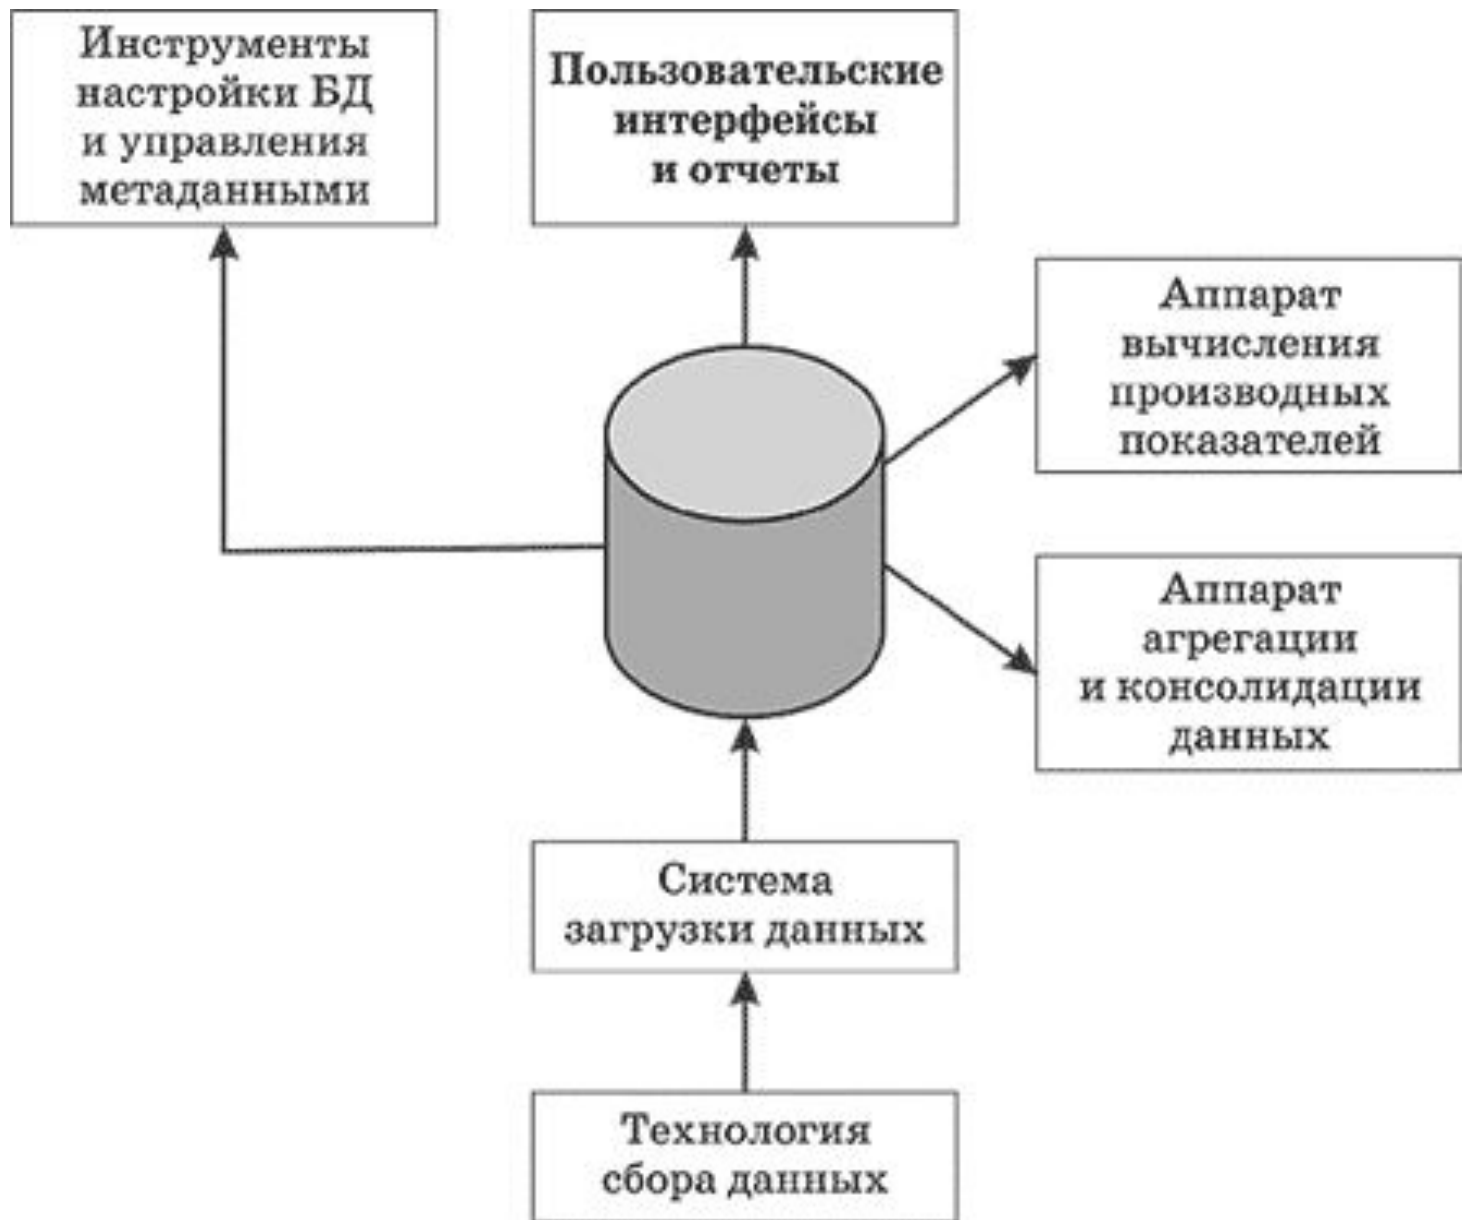 Инструменты
настройки БД
и управления
метаданными
Пользовательские
интерфейсы
и отчеты
Аппарат
вычисления
производных
показателей
Аппарат
агрегации
и консолидации
данных
Система
загрузки данных
Технология
сбора данных